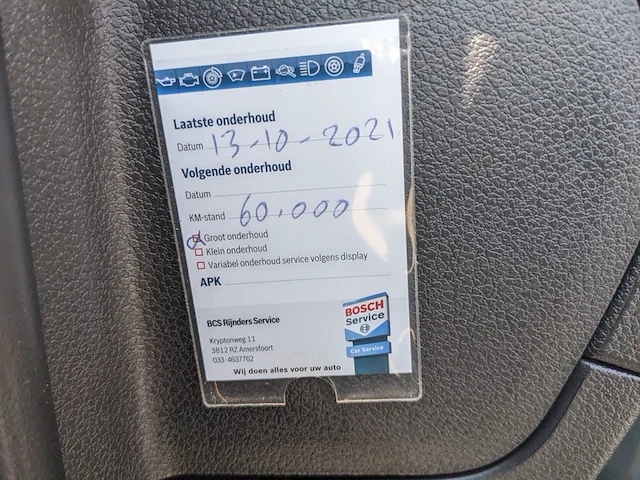 Laatste onderhoud
Datum 13-10-2021
Volgende onderhoud
Datum
KM-stand 60.000
Groot onderhoud
Klein onderhoud
Variabel onderhoud service volgens display
APK
BCS Rijnders Service
Kryptonweg 11
3812 RZ Amersfoort
033-4637762
Wij doen alles voor uw auto
BOSCH
Service
Car Service